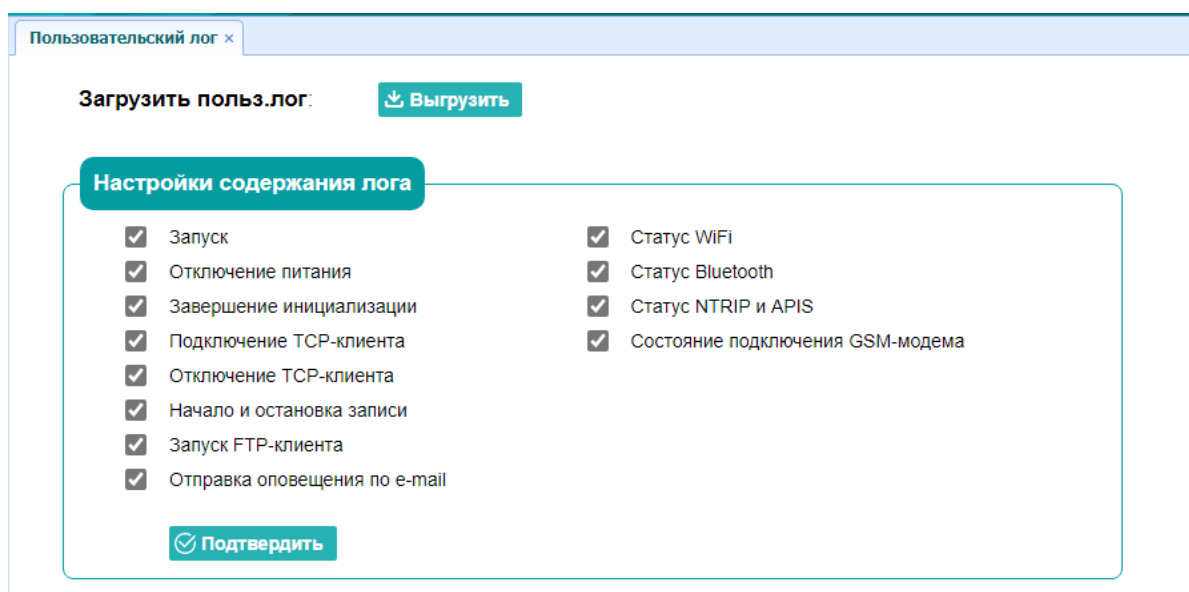 Пользовательский лог ×
Загрузить польз.лог:
Выгрузить
Настройки содержания лога
Запуск
Отключение питания
Завершение инициализации
Подключение TCP-клиента
Отключение TCP-клиента
Начало и остановка записи
Запуск FTP-клиента
Отправка оповещения по e-mail
Статус WiFi
Статус Bluetooth
Статус NTRIP и APIS
Состояние подключения GSM-модема
Подтвердить